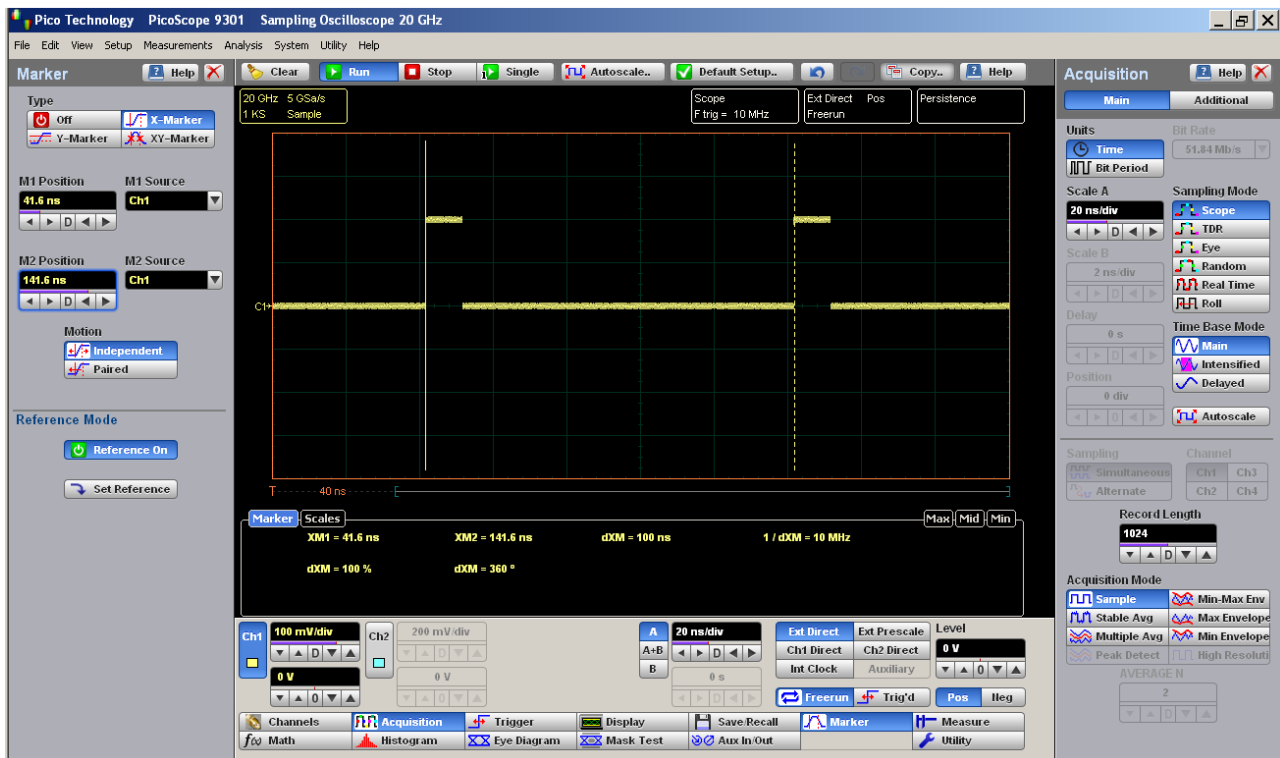 Pico Technology PicoScope 9301 Sampling Oscilloscope 20 GHz
File Edit View Setup Measurements Analysis System Utility Help
Marker Help
Clear Run Stop Single Autoscale.. Default Setup.. Copy.. Help
Acquisition Help
Main Additional
Type
Off X-Marker
Y-Marker XY-Marker
M1 Position M1 Source
41.6 ns Ch1
D
M2 Position M2 Source
141.6 ns Ch1
D
Motion
Independent
Paired
Reference Mode
Reference On
Set Reference
20 GHz 5 GSa/s
1 KS Sample
Scope
F trig = 10 MHz
Ext Direct Pos
Freerun
Persistence
C1
T 40 ns
Marker Scales Max Mid Min
XM1 = 41.6 ns XM2 = 141.6 ns dXM = 100 ns 1 / dXM = 10 MHz
dXM = 100 % dXM = 360 °
Ch1 100 mV/div
D
0 V
0
Ch2 200 mV/div
D
0 V
0
A 20 ns/div
A+B D
B 0 s
D
Ext Direct Ext Prescale
Ch1 Direct Ch2 Direct
Int Clock Auxiliary
Freerun Trig'd
Level
0 V
0
Pos Neg
Channels Acquisition Trigger Display Save/Recall Marker Measure
f(x) Math Histogram Eye Diagram Mask Test Aux In/Out Utility
Units
Time
Bit Period
Bit Rate
51.84 Mb/s
Scale A
20 ns/div
D
Scale B
2 ns/div
D
Delay
0 s
D
Position
0 div
0
Sampling Mode
Scope
TDR
Eye
Random
Real Time
Roll
Time Base Mode
Main
Intensified
Delayed
Autoscale
Sampling Channel
Simultaneous Ch1 Ch3
Alternate Ch2 Ch4
Record Length
1024
D
Acquisition Mode
Sample Min-Max Env
Stable Avg Max Envelope
Multiple Avg Min Envelope
Peak Detect High Resoluti
AVERAGE N
2
D